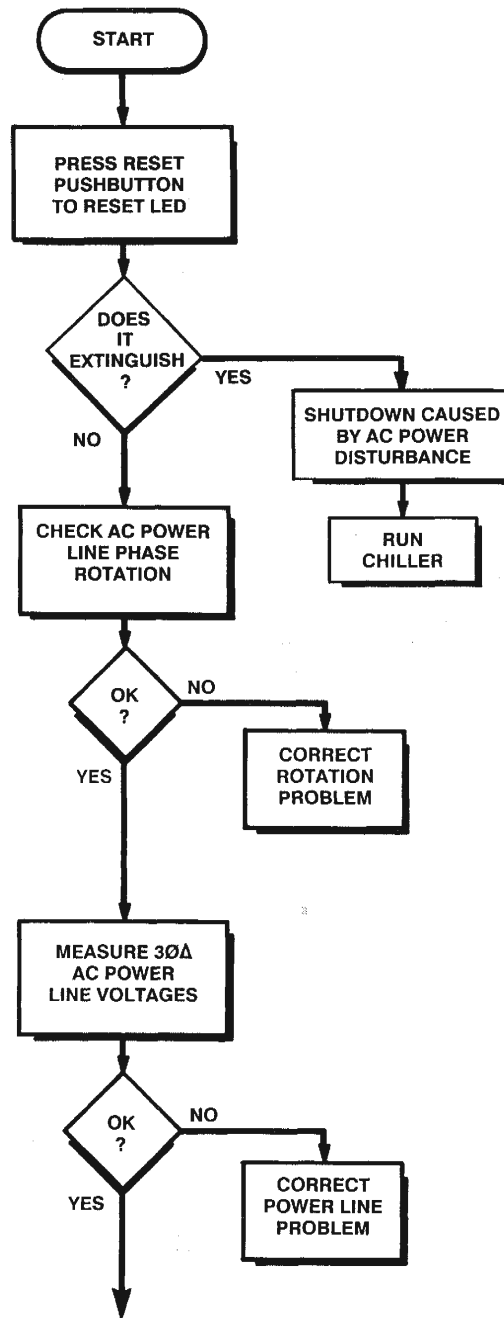 START
PRESS RESET
PUSHBUTTON
TO RESET LED
DOES
IT
EXTINGUISH
?
YES
NO
SHUTDOWN CAUSED
BY AC POWER
DISTURBANCE
RUN
CHILLER
CHECK AC POWER
LINE PHASE
ROTATION
OK
?
NO
YES
CORRECT
ROTATION
PROBLEM
MEASURE 3ØΔ
AC POWER
LINE VOLTAGES
OK
?
NO
YES
CORRECT
POWER LINE
PROBLEM